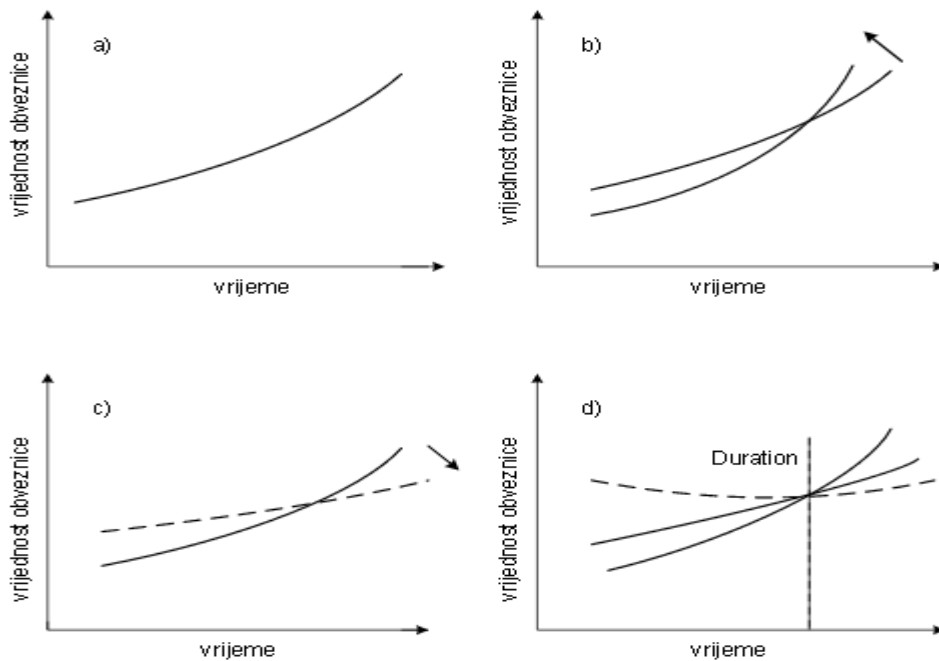 a)
vrijednost obveznice
vrijeme
b)
vrijednost obveznice
vrijeme
c)
vrijednost obveznice
vrijeme
d)
Duration
vrijednost obveznice
vrijeme